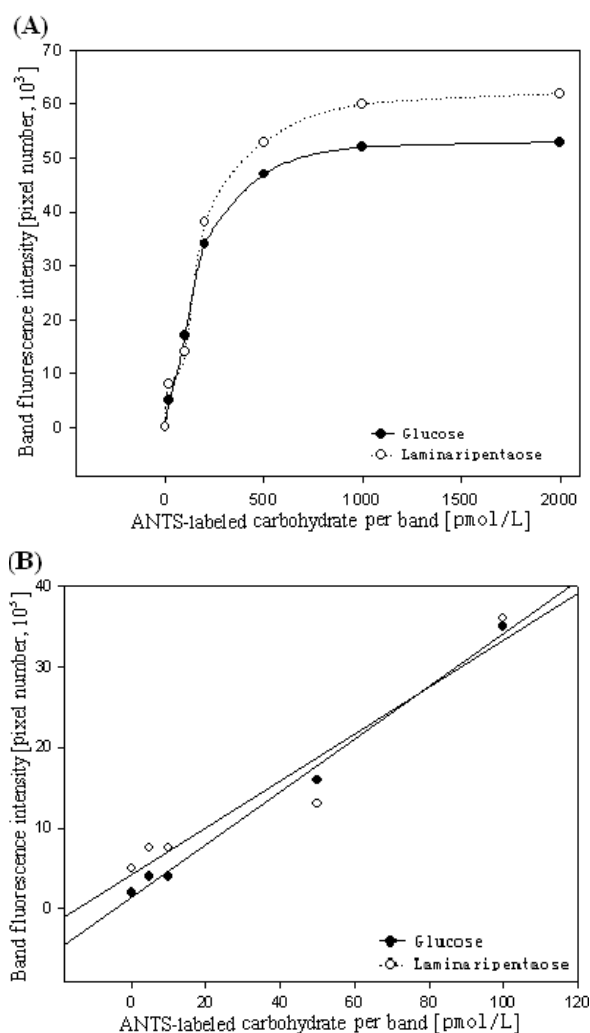 (A)
70
60
50
40
30
20
10
0
Band fluorescence intensity [pixel number, 10³]
Glucose
Laminaripentaose
0 500 1000 1500 2000
ANTS-labeled carbohydrate per band [pmol/L]
(B)
40
30
20
10
0
Band fluorescence intensity [pixel number, 10³]
Glucose
Laminaripentaose
0 20 40 60 80 100 120
ANTS-labeled carbohydrate per band [pmol/L]